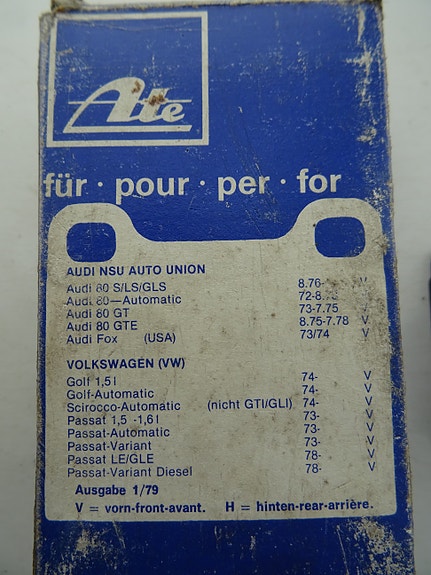 Ate
für · pour · per · for
AUDI NSU AUTO UNION
Audi 80 S/LS/GLS 8.76- V
Audi 80—Automatic 72-8.
Audi 80 GT 73-7.75
Audi 80 GTE 8.75-7.78 V
Audi Fox (USA) 73/74 V
VOLKSWAGEN (VW)
Golf 1,5 l 74- V
Golf-Automatic 74- V
Scirocco-Automatic (nicht GTI/GLI) 74- V
Passat 1,5 -1,6 l 73- V
Passat-Automatic 73- V
Passat-Variant 73- V
Passat LE/GLE 78- V
Passat-Variant Diesel 78- V
Ausgabe 1/79
V = vorn-front-avant. H = hinten-rear-arrière.